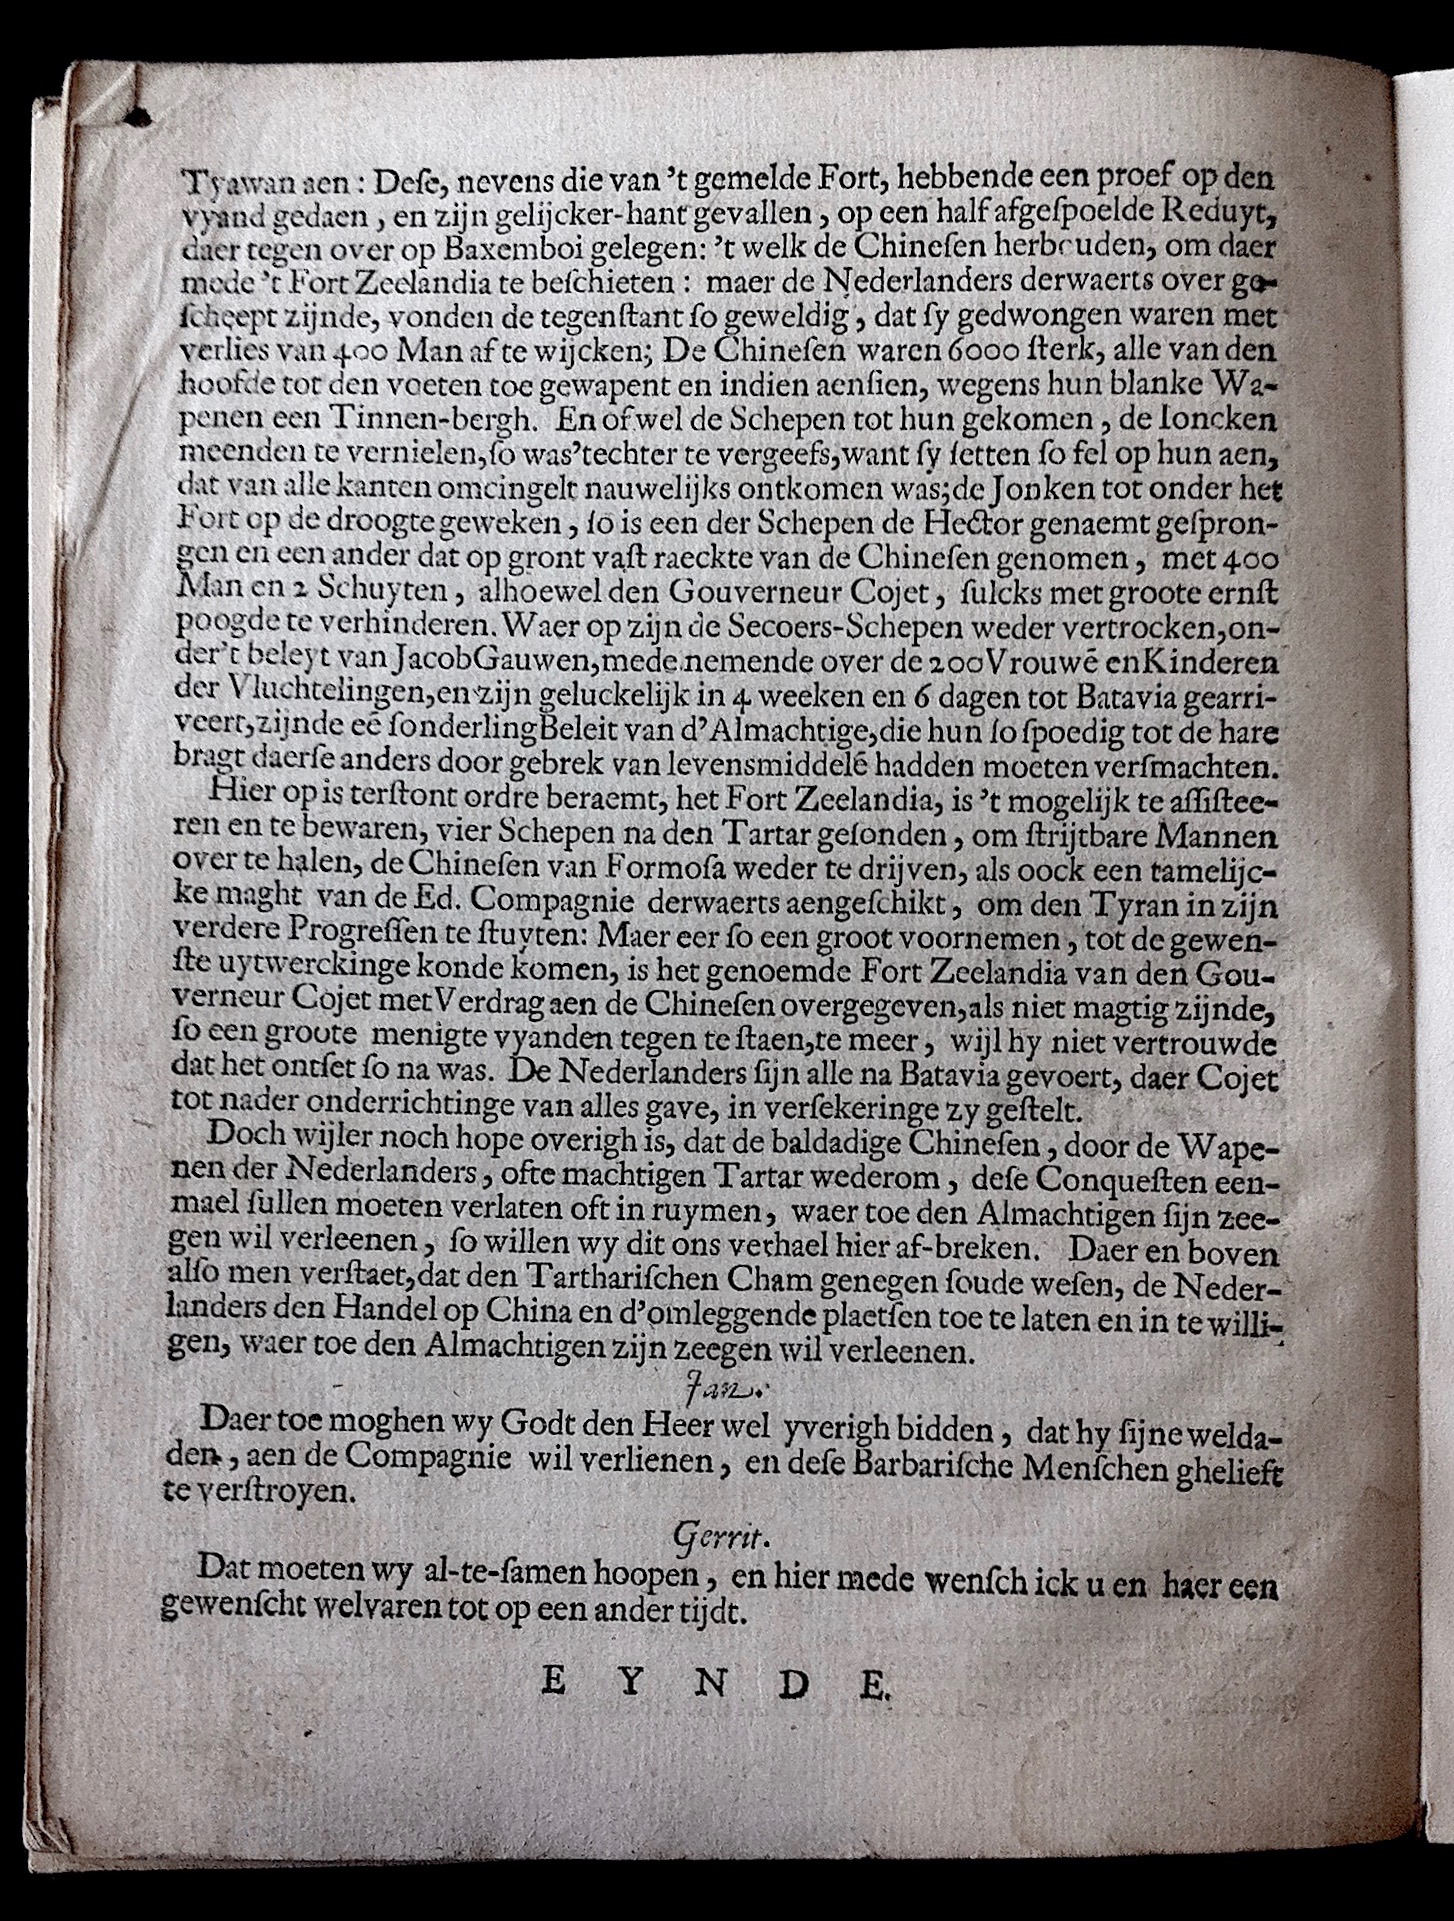 Tyawan aen : Deſe, nevens die van 't gemelde Fort, hebbende een proef op den
vyand gedaen , en zijn gelijcker-hant gevallen , op een half afgeſpoelde Reduyt,
daer tegen over op Baxemboi gelegen: 't welk de Chineſen herbouden, om daer
mede 't Fort Zeelandia te beſchieten : maer de Nederlanders derwaerts over ge-
ſcheept zijnde, vonden de tegenſtant ſo geweldig , dat ſy gedwongen waren met
verlies van 400 Man af te wijcken; De Chineſen waren 6000 ſterk, alle van den
hoofde tot den voeten toe gewapent en indien aenſien, wegens hun blanke Wa-
penen een Tinnen-bergh. En of wel de Schepen tot hun gekomen , de Ioncken
meenden te vernielen,ſo was'techter te vergeefs,want ſy ſetten ſo fel op hun aen,
dat van alle kanten omcingelt nauwelijks ontkomen was;de Jonken tot onder het
Fort op de droogte geweken , ſo is een der Schepen de Hector genaemt geſpron-
gen en een ander dat op gront vaſt raeckte van de Chineſen genomen , met 400
Man en 2 Schuyten , alhoewel den Gouverneur Cojet , ſulcks met groote ernſt
poogde te verhinderen. Waer op zijn de Secoers-Schepen weder vertrocken,on-
der't beleyt van Jacob Gauwen,mede nemende over de 200 Vrouwē en Kinderen
der Vluchtelingen,en zijn geluckelijk in 4 weeken en 6 dagen tot Batavia gearri-
veert,zijnde eē ſonderling Beleit van d'Almachtige,die hun ſo ſpoedig tot de hare
bragt daerſe anders door gebrek van levensmiddelē hadden moeten verſmachten.
Hier op is terſtont ordre beraemt, het Fort Zeelandia, is 't mogelijk te aſſiſtee-
ren en te bewaren, vier Schepen na den Tartar geſonden , om ſtrijtbare Mannen
over te halen, de Chineſen van Formoſa weder te drijven, als oock een tamelijc-
ke maght van de Ed. Compagnie derwaerts aengeſchikt , om den Tyran in zijn
verdere Progreſſen te ſtuyten: Maer eer ſo een groot voornemen , tot de gewen-
ſte uytwerckinge konde komen, is het genoemde Fort Zeelandia van den Gou-
verneur Cojet met Verdrag aen de Chineſen overgegeven,als niet magtig zijnde,
ſo een groote menigte vyanden tegen te ſtaen,te meer , wijl hy niet vertrouwde
dat het ontſet ſo na was. De Nederlanders ſijn alle na Batavia gevoert, daer Cojet
tot nader onderrichtinge van alles gave, in verſekeringe zy geſtelt.
Doch wijler noch hope overigh is, dat de baldadige Chineſen , door de Wape-
nen der Nederlanders , ofte machtigen Tartar wederom , deſe Conqueſten een-
mael ſullen moeten verlaten oft in ruymen , waer toe den Almachtigen ſijn zee-
gen wil verleenen , ſo willen wy dit ons verhael hier af-breken. Daer en boven
alſo men verſtaet,dat den Tarthariſchen Cham genegen ſoude weſen, de Neder-
landers den Handel op China en d'omleggende plaetſen toe te laten en in te willi-
gen, waer toe den Almachtigen zijn zeegen wil verleenen.
Jan.
Daer toe moghen wy Godt den Heer wel yverigh bidden , dat hy ſijne welda-
den , aen de Compagnie wil verlienen , en deſe Barbariſche Menſchen ghelieft
te verſtroyen.
Gerrit.
Dat moeten wy al-te-ſamen hoopen , en hier mede wenſch ick u en haer een
gewenſcht welvaren tot op een ander tijdt.
E Y N D E.